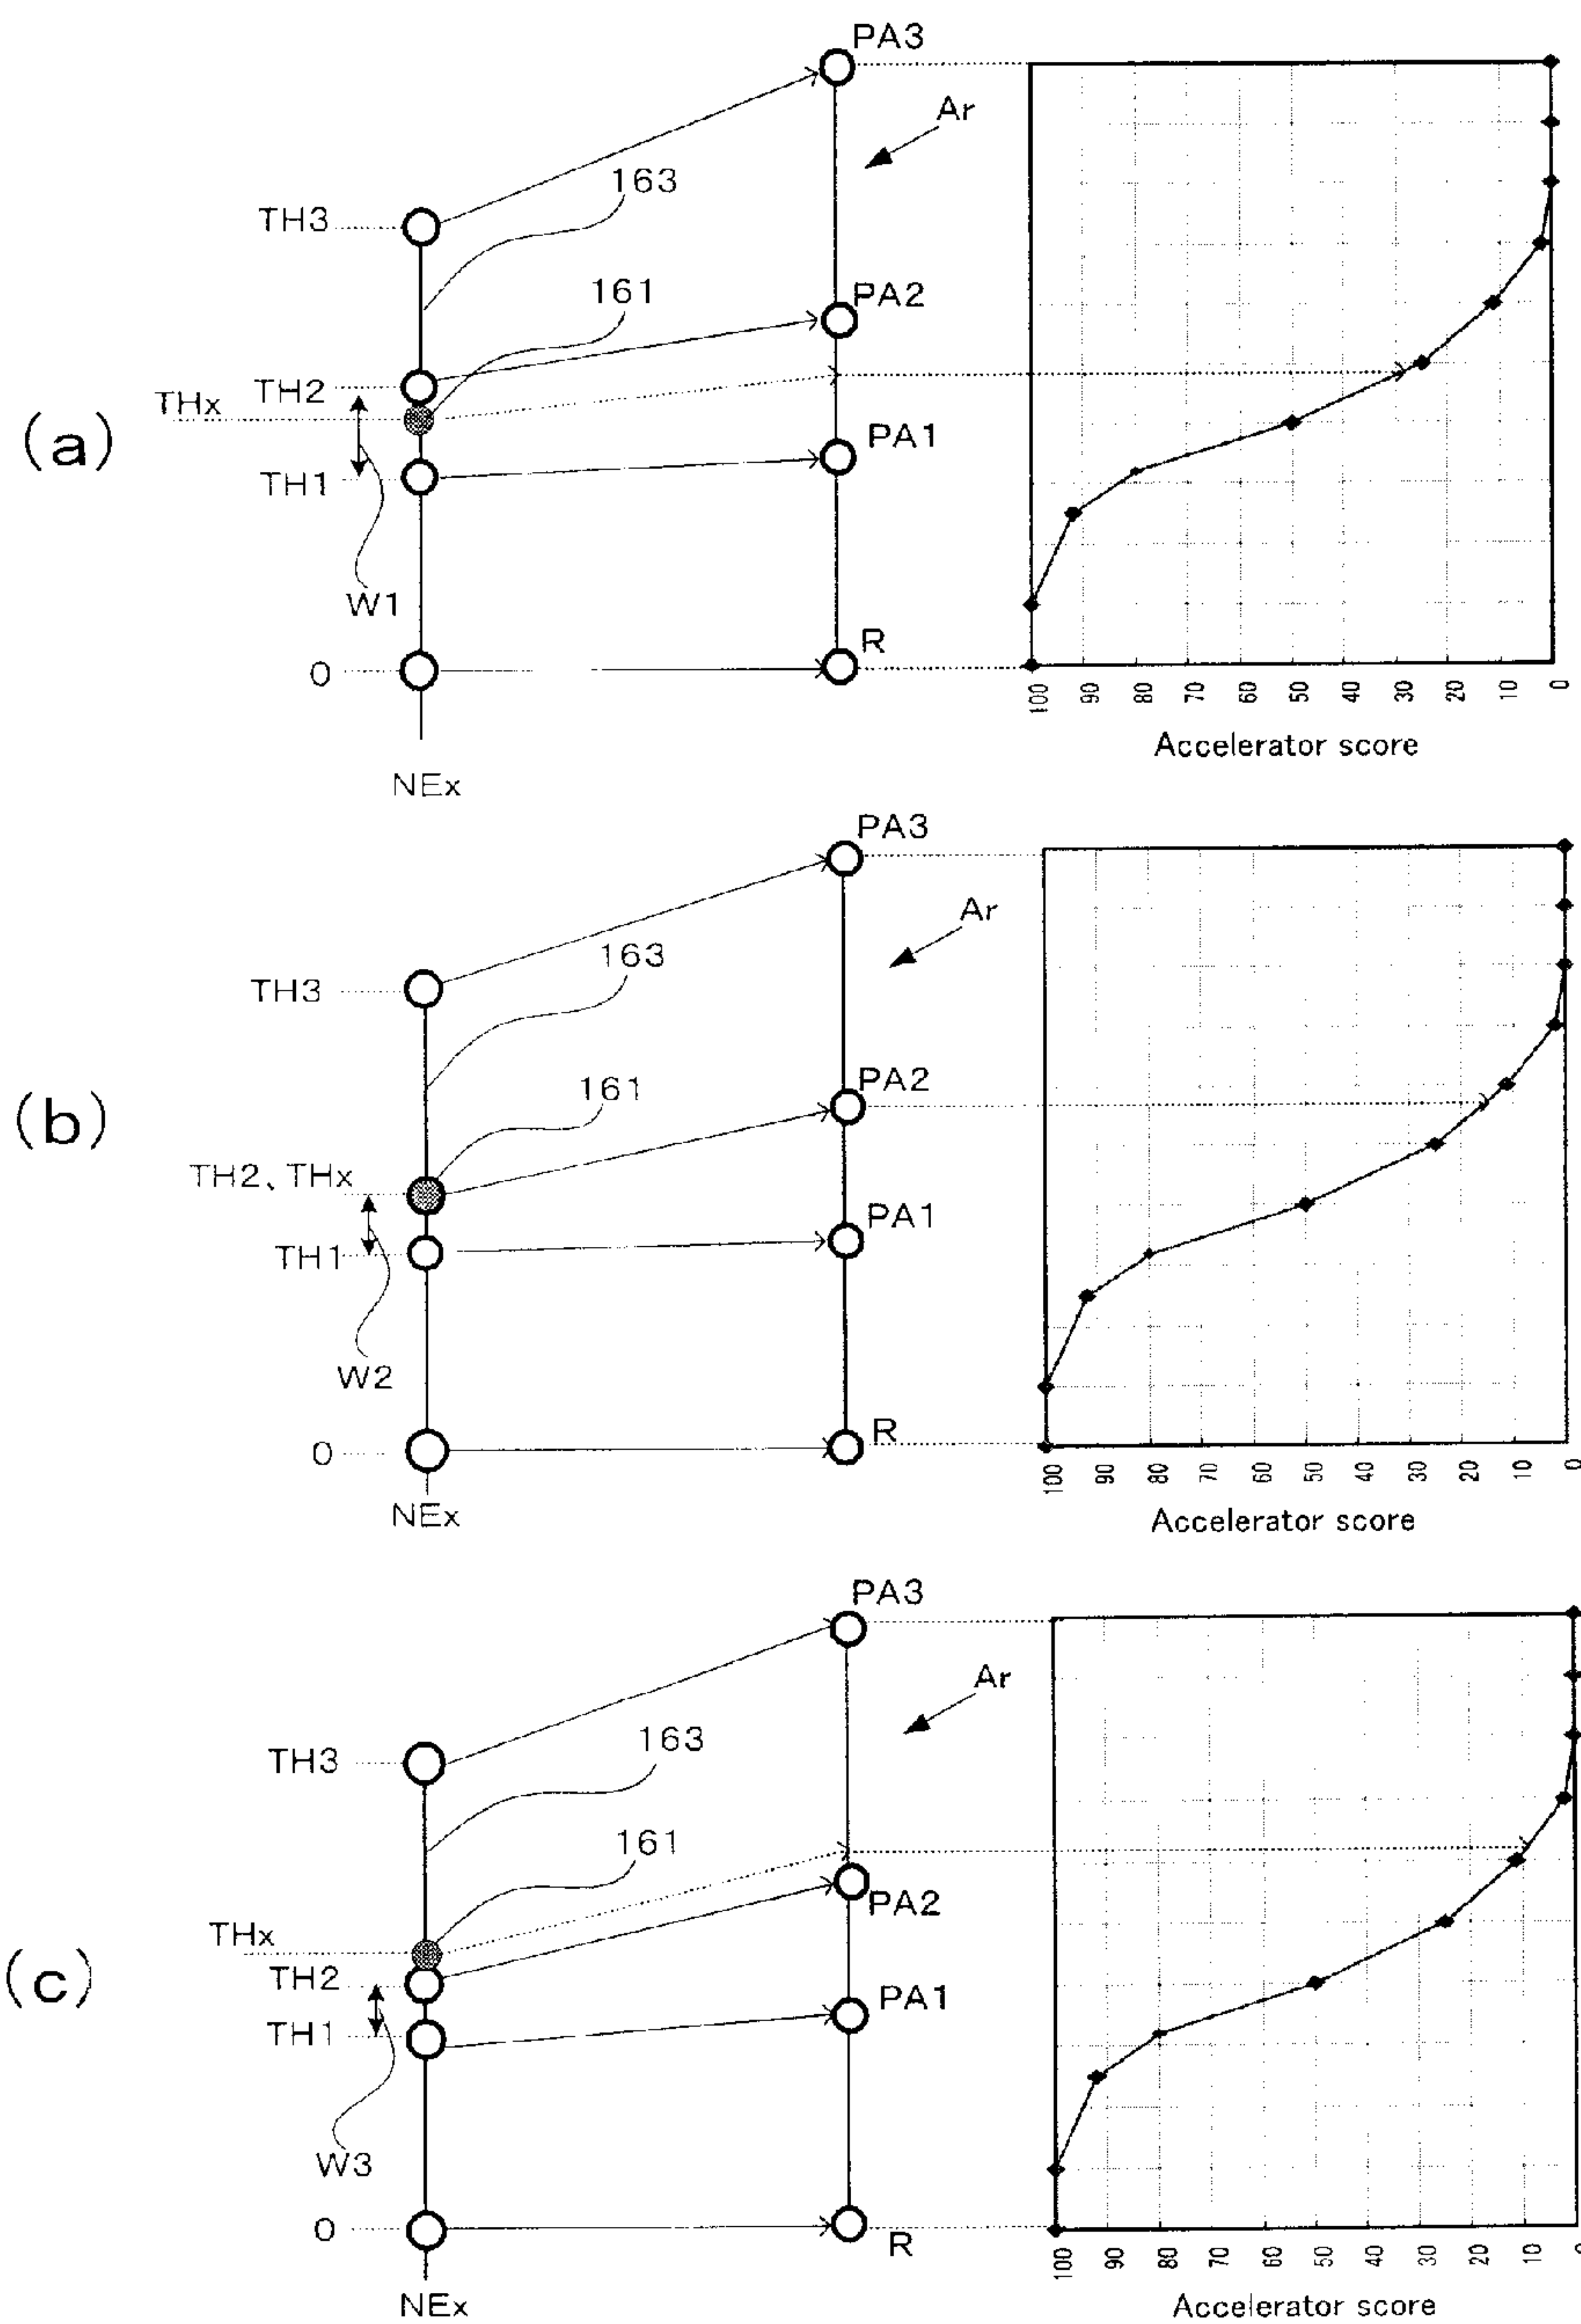 PA3
Ar
163
TH3
161
PA2
TH2
THx
PA1
(a)
TH1
W1
R
0
100 90 80 70 60 50 40 30 20 10 0
Accelerator score
NEx
PA3
Ar
163
TH3
PA2
161
(b)
TH2、THx
PA1
TH1
W2
R
0
100 90 80 70 60 50 40 30 20 10 0
NEx
Accelerator score
PA3
Ar
163
TH3
161
PA2
THx
TH2
(c)
PA1
TH1
W3
0
R
100 90 80 70 60 50 40 30 20 10 0
NEx
Accelerator score